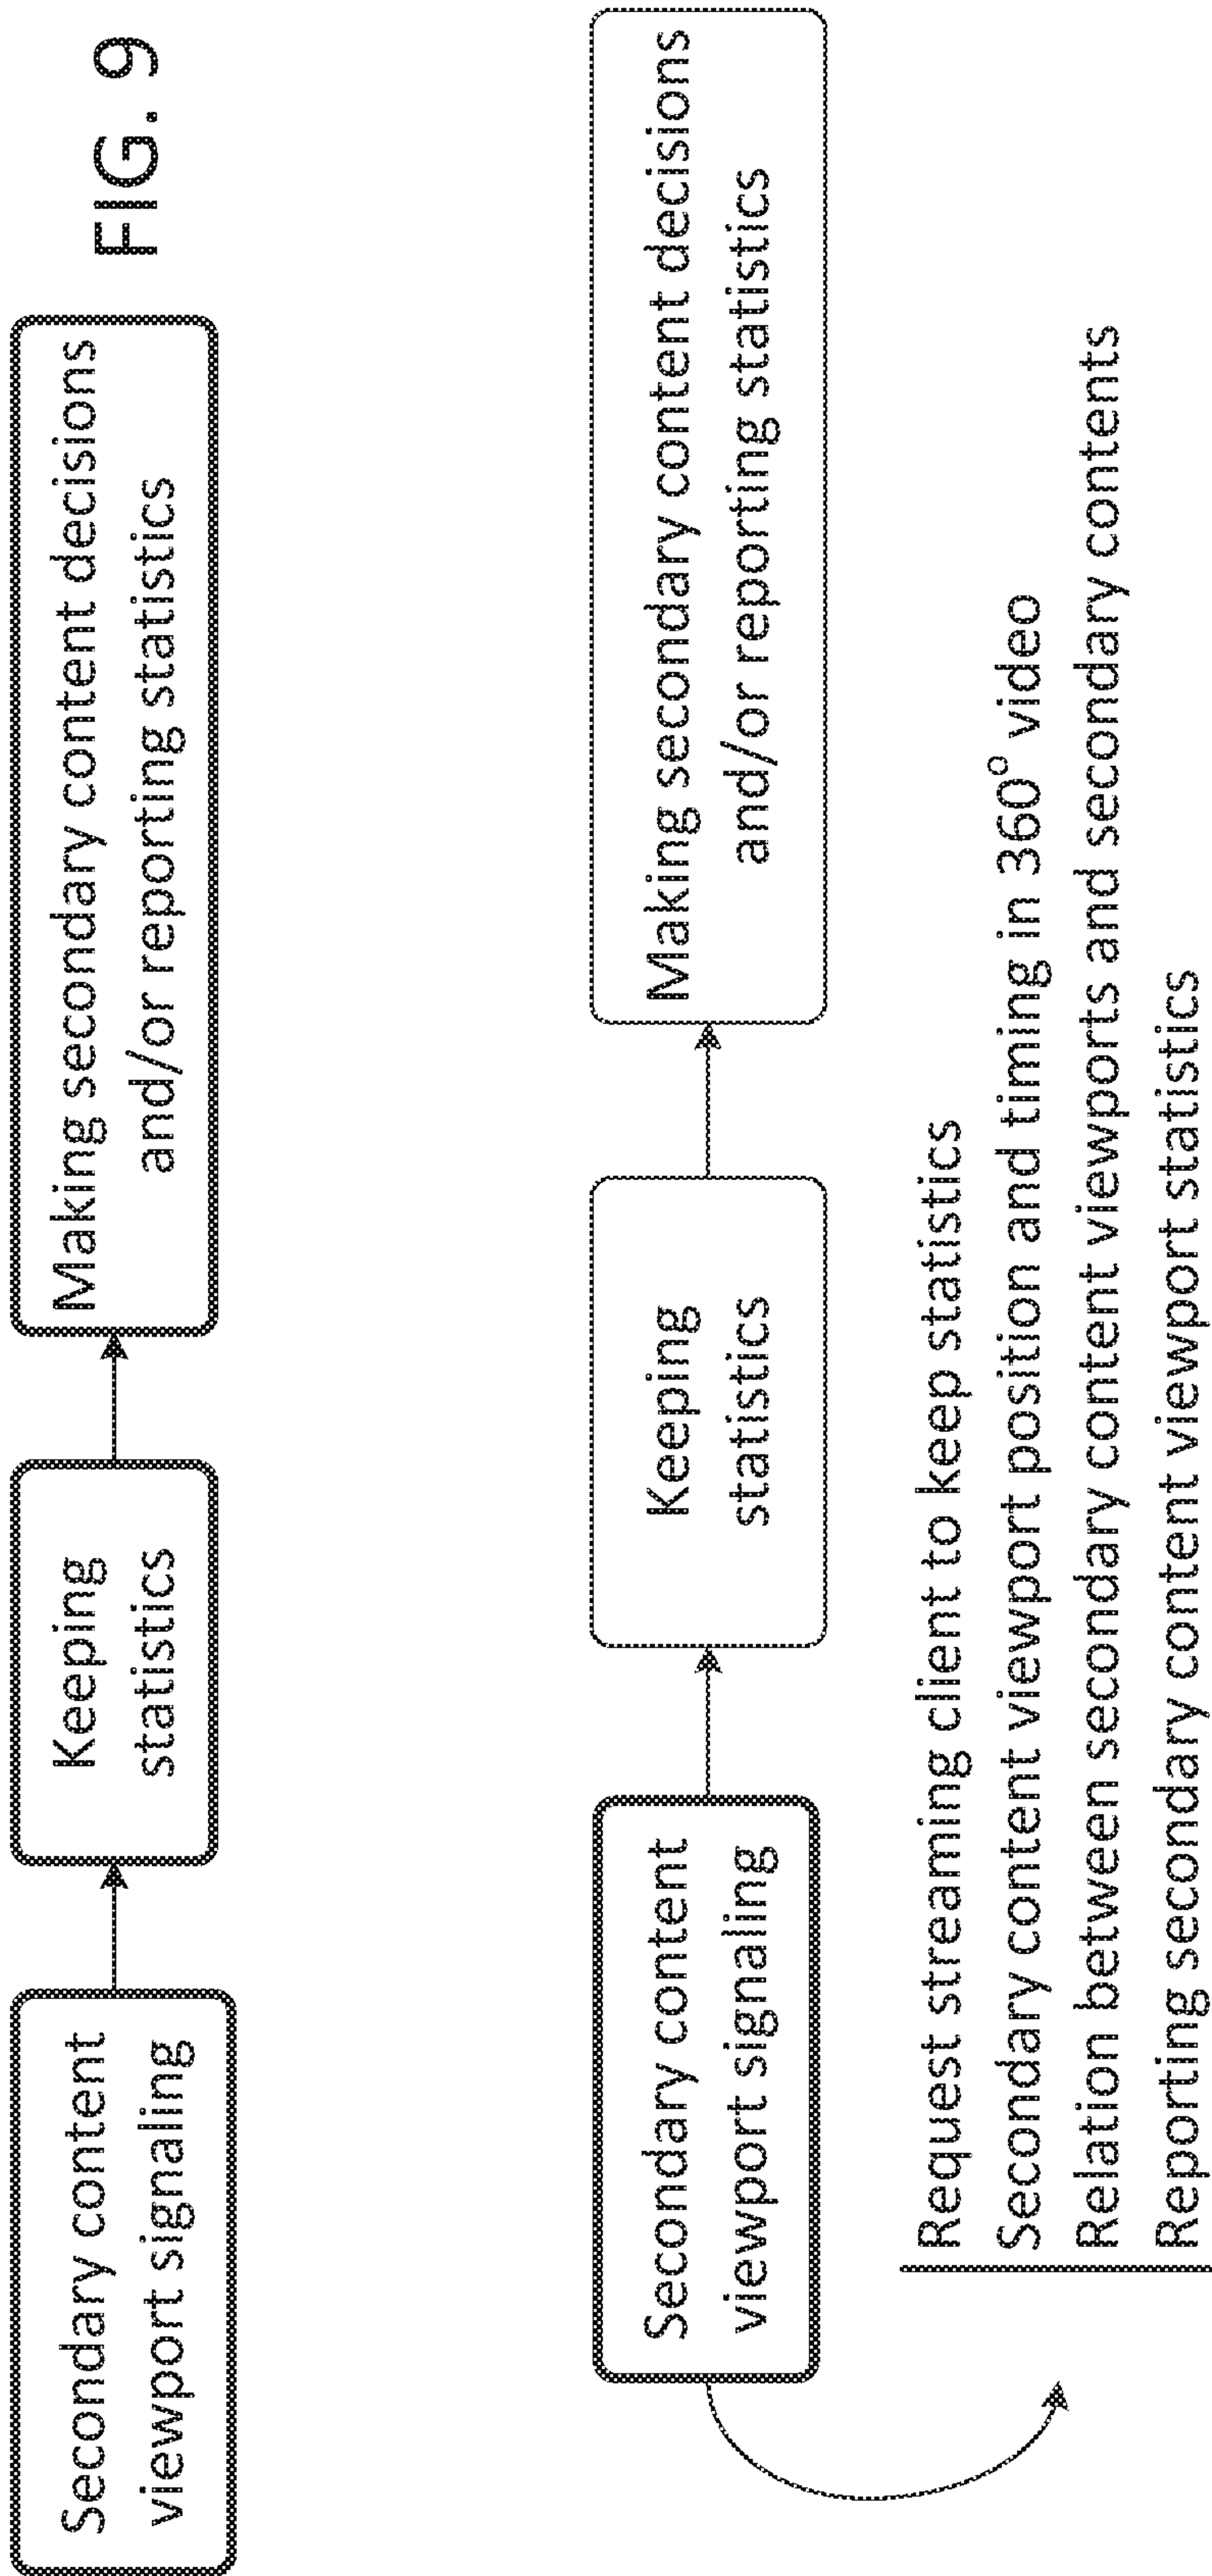 FIG. 9
Secondary content
viewport signaling
Keeping
statistics
Making secondary content decisions
and/or reporting statistics
Secondary content
viewport signaling
Keeping
statistics
Making secondary content decisions
and/or reporting statistics
Request streaming client to keep statistics
Secondary content viewport position and timing in 360° video
Relation between secondary content viewports and secondary contents
Reporting secondary content viewport statistics